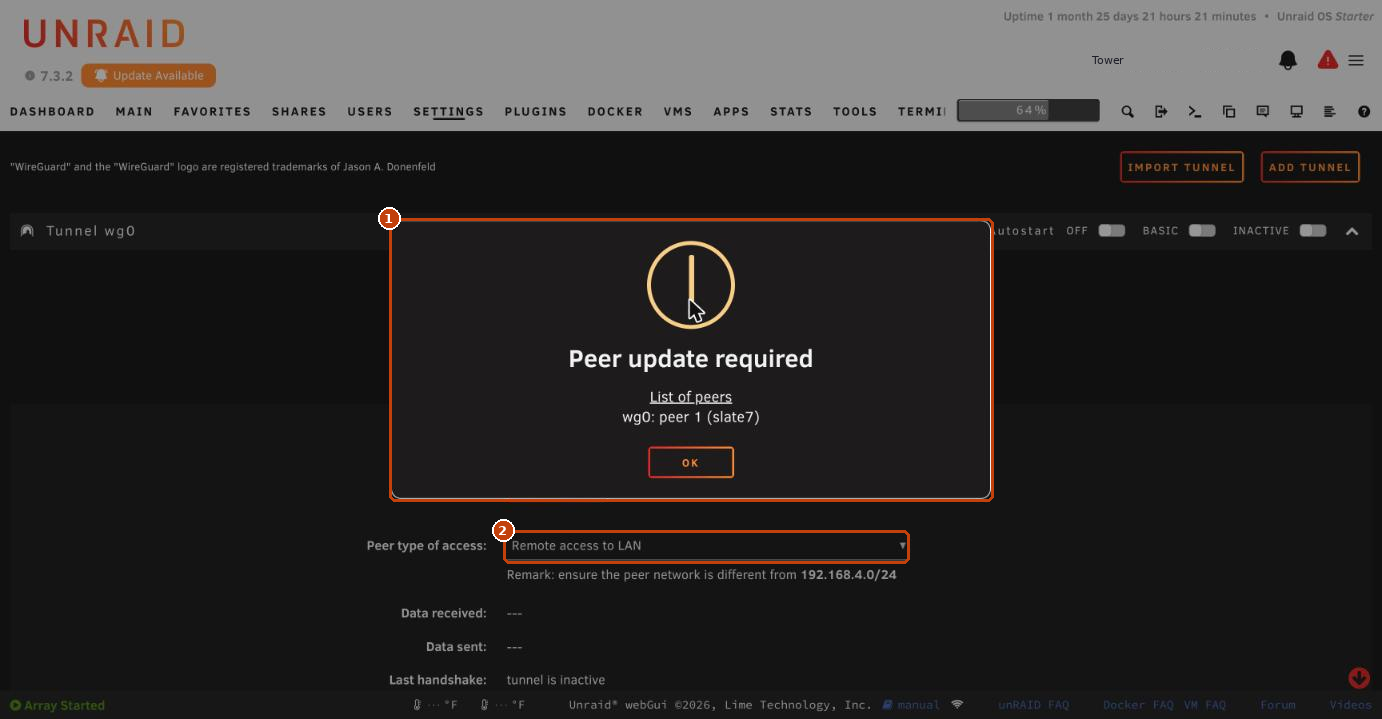 UNRAID
Uptime 1 month 25 days 21 hours 21 minutes • Unraid OS Starter
7.3.2 Update Available
Tower
DASHBOARD MAIN FAVORITES SHARES USERS SETTINGS PLUGINS DOCKER VMS APPS STATS TOOLS TERMI 64%
"WireGuard" and the "WireGuard" logo are registered trademarks of Jason A. Donenfeld
IMPORT TUNNEL ADD TUNNEL
1
Tunnel wg0 utostart OFF BASIC INACTIVE
Peer update required
List of peers
wg0: peer 1 (slate7)
OK
2
Peer type of access: Remote access to LAN
Remark: ensure the peer network is different from 192.168.4.0/24
Data received: ---
Data sent: ---
Last handshake: tunnel is inactive
Array Started ··· °F ··· °F Unraid® webGui ©2026, Lime Technology, Inc. manual unRAID FAQ Docker FAQ VM FAQ Forum Videos